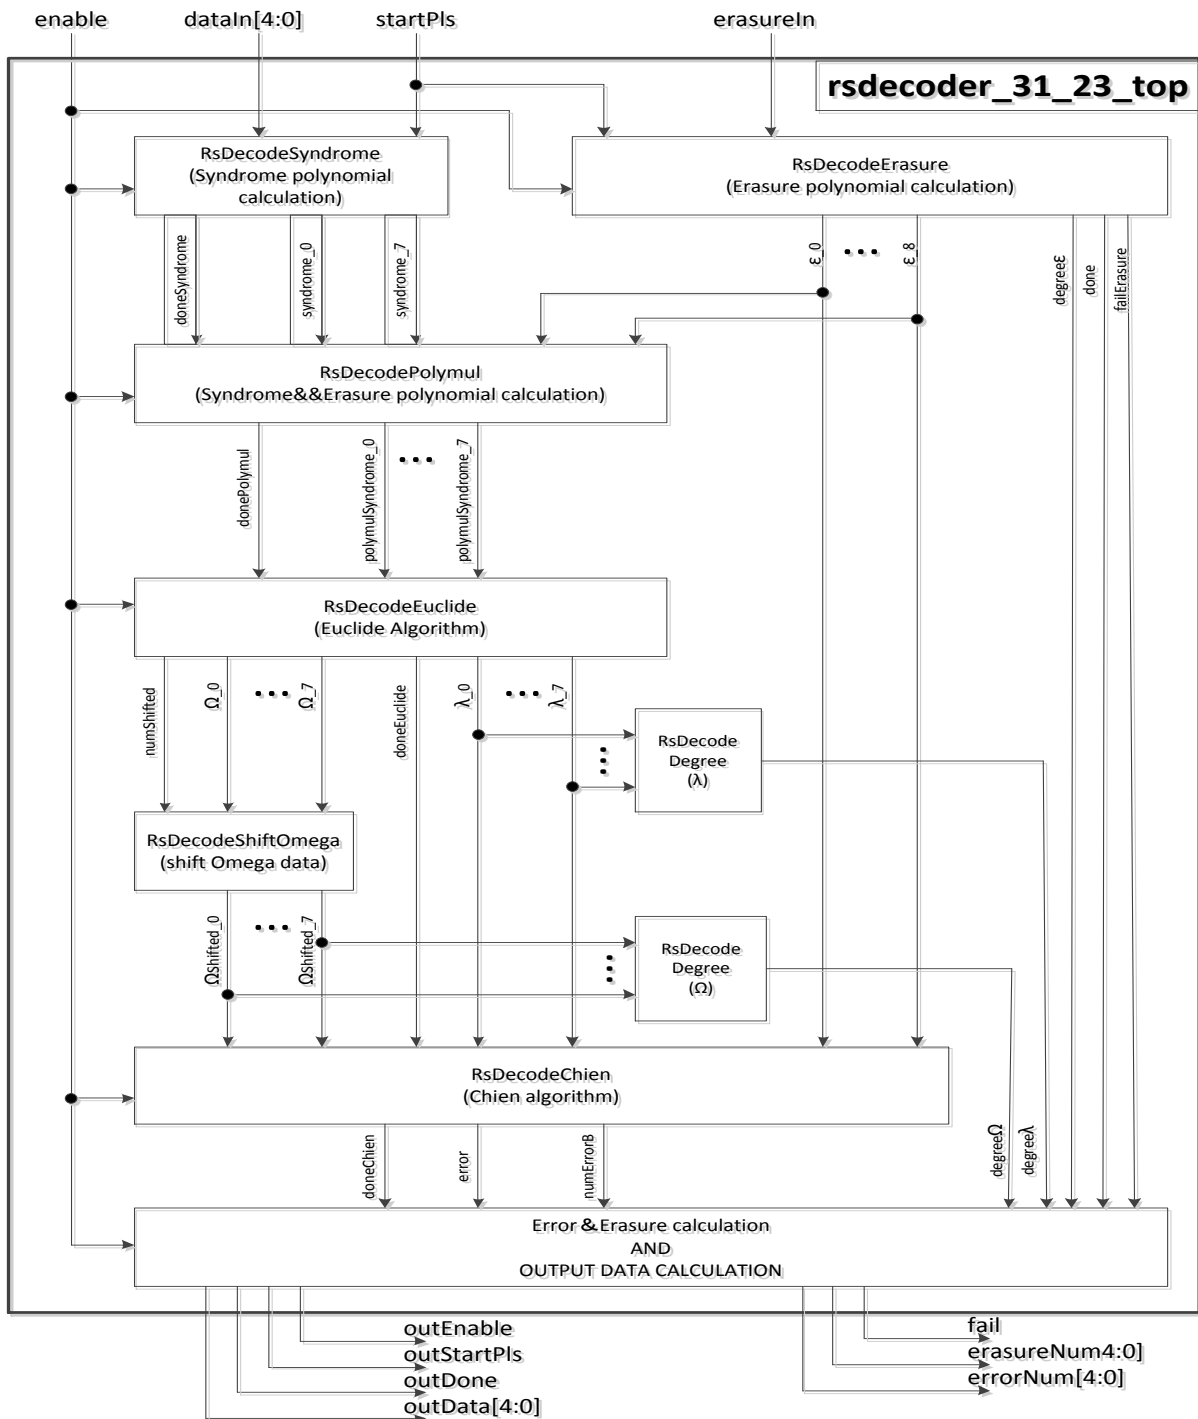 enable
dataIn[4:0]
startPls
erasureIn
rsdecoder_31_23_top
RsDecodeSyndrome
(Syndrome polynomial
calculation)
RsDecodeErasure
(Erasure polynomial calculation)
doneSyndrome
syndrome_0
syndrome_7
ε_0
ε_8
degreeε
done
failErasure
RsDecodePolymul
(Syndrome&&Erasure polynomial calculation)
donePolymul
polymulSyndrome_0
polymulSyndrome_7
RsDecodeEuclide
(Euclide Algorithm)
numShifted
Ω_0
Ω_7
doneEuclide
λ_0
λ_7
RsDecode
Degree
(λ)
RsDecodeShiftOmega
(shift Omega data)
ΩShifted_0
ΩShifted_7
RsDecode
Degree
(Ω)
RsDecodeChien
(Chien algorithm)
doneChien
error
numErrorB
degreeΩ
degreeλ
Error &Erasure calculation
AND
OUTPUT DATA CALCULATION
outEnable
outStartPls
outDone
outData[4:0]
fail
erasureNum4:0]
errorNum[4:0]